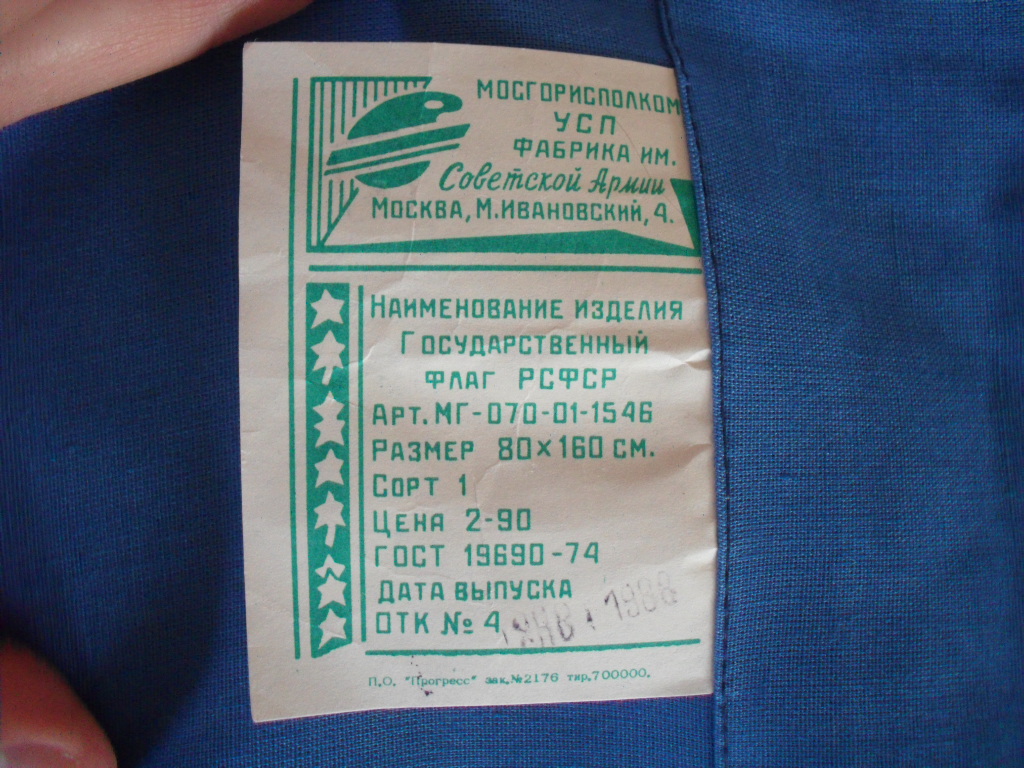 МОСГОРИСПОЛКОМ
УСП
ФАБРИКА ИМ.
Советской Армии
МОСКВА, М.ИВАНОВСКИЙ, 4.
НАИМЕНОВАНИЕ ИЗДЕЛИЯ
ГОСУДАРСТВЕННЫЙ
ФЛАГ РСФСР
АРТ. МГ-070-01-1546
РАЗМЕР 80×160 СМ.
СОРТ 1
ЦЕНА 2-90
ГОСТ 19690-74
ДАТА ВЫПУСКА
ОТК № 4 ЯНВ 1988
П.О. "Прогресс" зак.№2176 тир.700000.